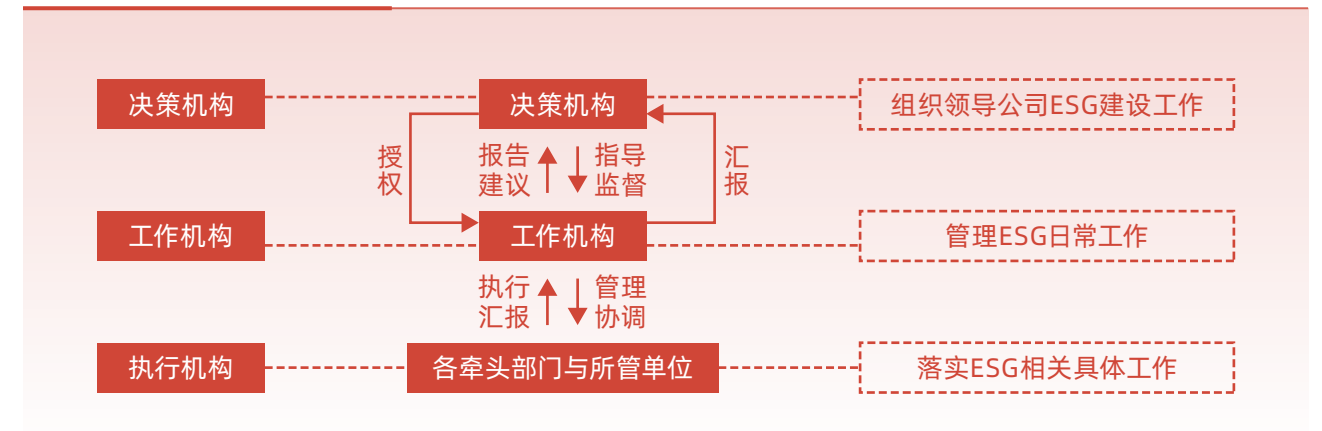 决策机构
决策机构
组织领导公司ESG建设工作
授权
报告
建议
指导
监督
汇报
工作机构
工作机构
管理ESG日常工作
执行
汇报
管理
协调
执行机构
各牵头部门与所管单位
落实ESG相关具体工作